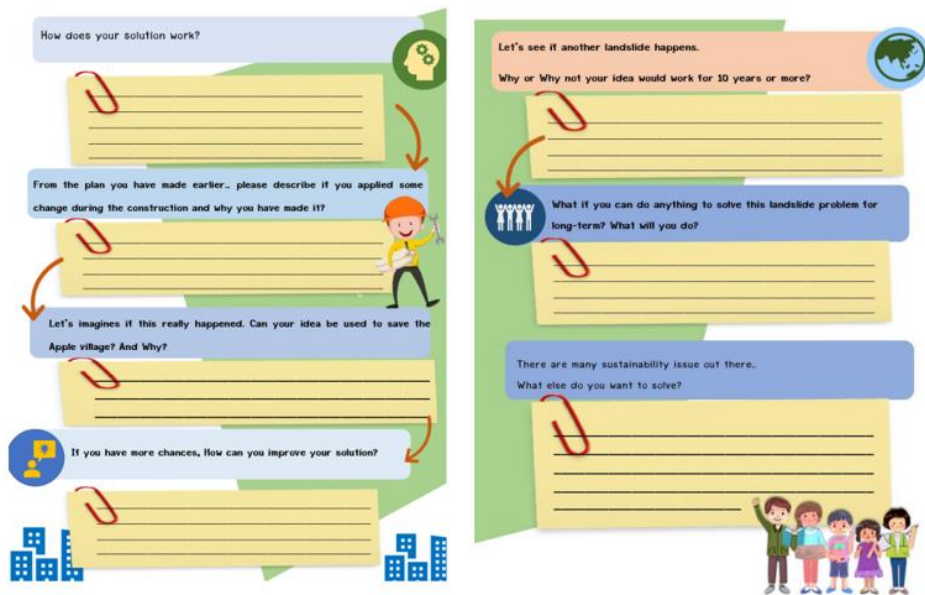 How does your solution work?
From the plan you have made earlier.. please describe if you applied some
change during the construction and why you have made it?
Let's imagines if this really happened. Can your idea be used to save the
Apple village? And Why?
If you have more chances, How can you improve your solution?
Let's see if another landslide happens.
Why or Why not your idea would work for 10 years or more?
What if you can do anything to solve this landslide problem for
long-term? What will you do?
There are many sustainability issue out there..
What else do you want to solve?